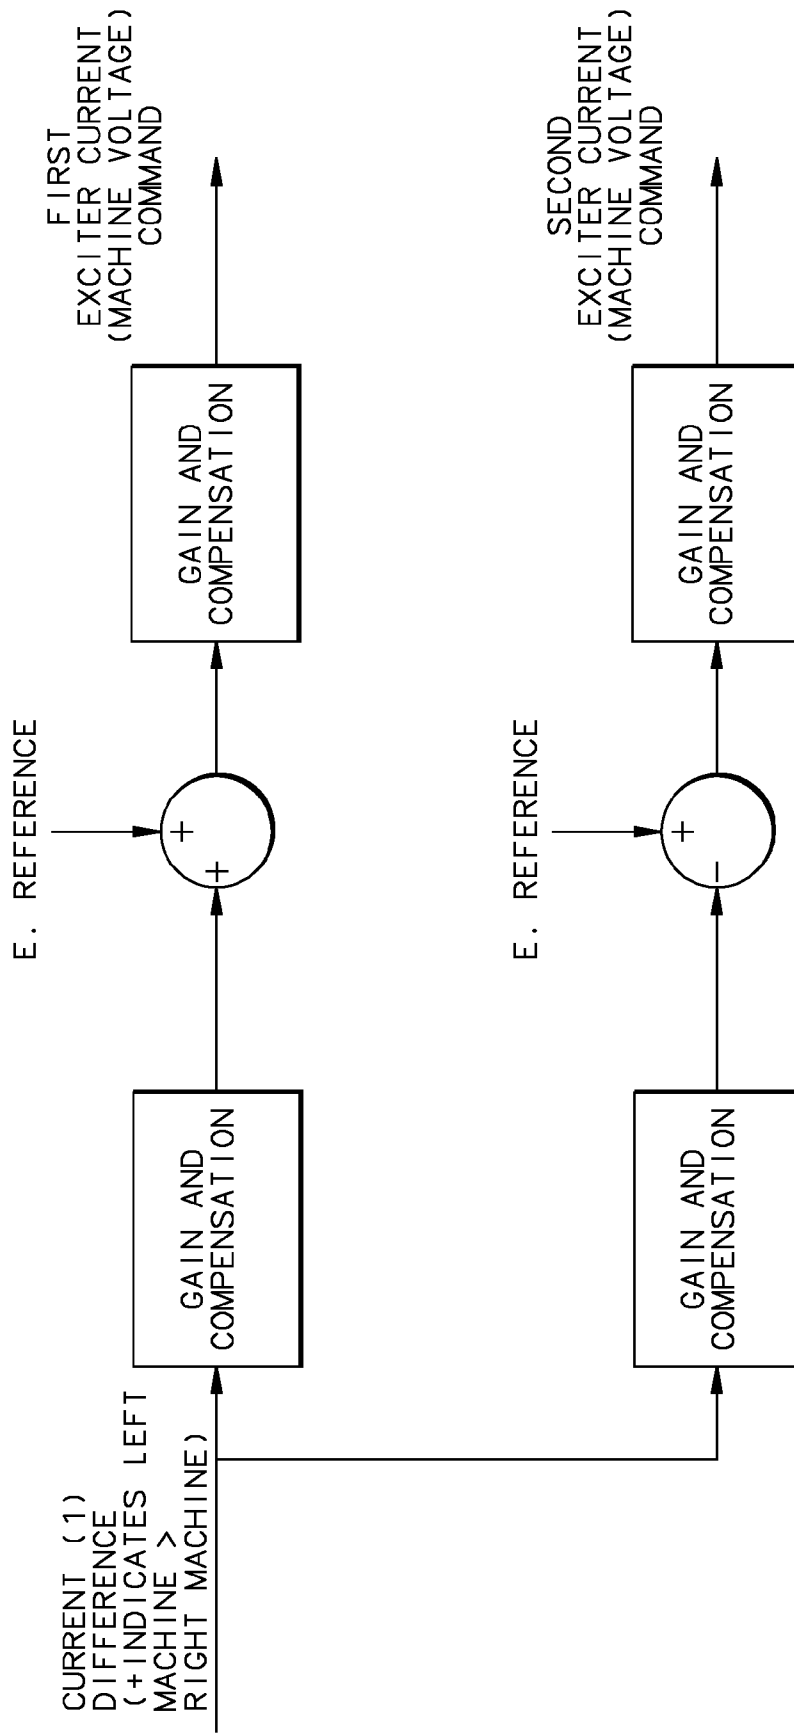 CURRENT (1)
DIFFERENCE
(+INDICATES LEFT
MACHINE >
RIGHT MACHINE)
GAIN AND
COMPENSATION
E. REFERENCE
+
+
GAIN AND
COMPENSATION
FIRST
EXCITER CURRENT
(MACHINE VOLTAGE)
COMMAND
GAIN AND
COMPENSATION
E. REFERENCE
+
-
GAIN AND
COMPENSATION
SECOND
EXCITER CURRENT
(MACHINE VOLTAGE)
COMMAND